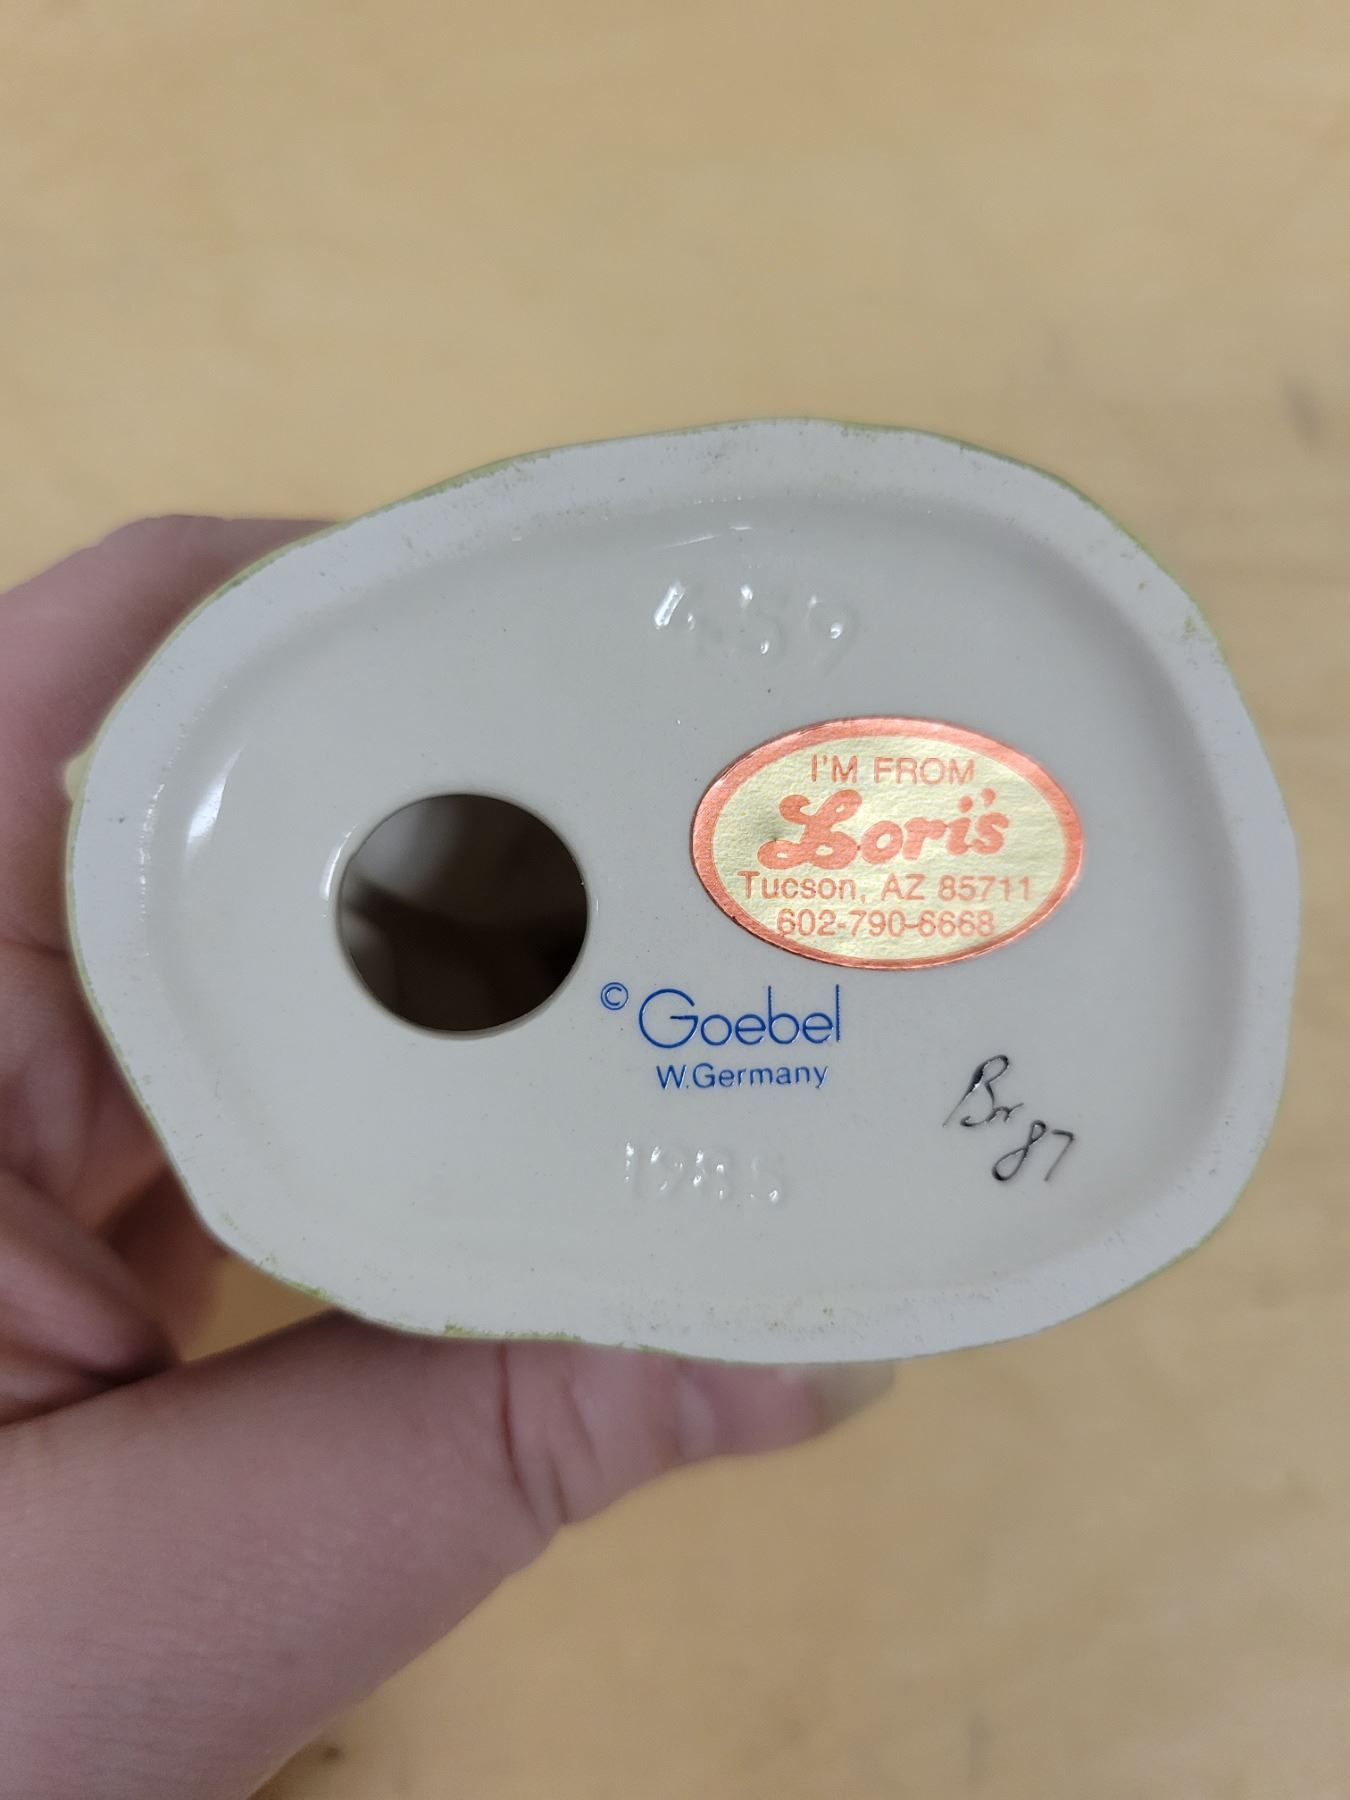 459
I'M FROM
Lori's
Tucson, AZ 85711
602-790-6668
© Goebel
W.Germany
Br
87
1985